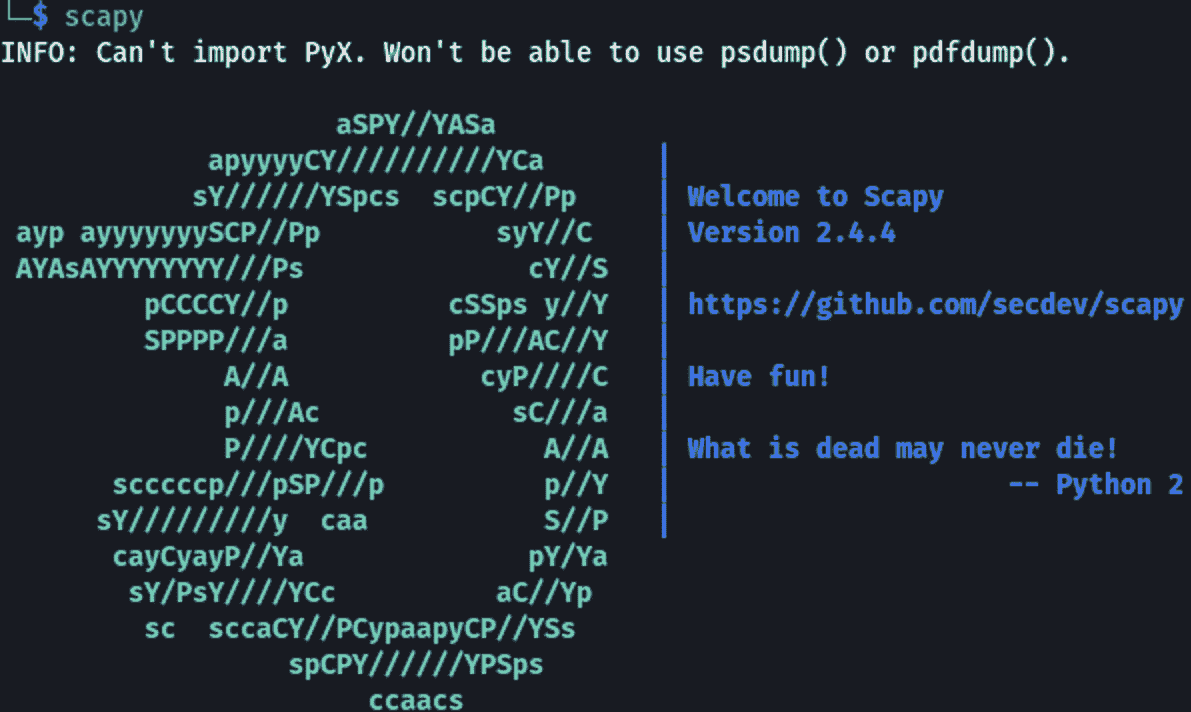 └─$ scapy
INFO: Can't import PyX. Won't be able to use psdump() or pdfdump().
                     aSPY//YASa
             apyyyyCY//////////YCa       |
            sY//////YSpcs  scpCY//Pp     | Welcome to Scapy
 ayp ayyyyyyySCP//Pp           syY//C    | Version 2.4.4
 AYAsAYYYYYYYY///Ps              cY//S   |
         pCCCCY//p          cSSps y//Y   | https://github.com/secdev/scapy
         SPPPP///a          pP///AC//Y   |
              A//A            cyP////C   | Have fun!
              p///Ac            sC///a   |
              P////YCpc           A//A   | What is dead may never die!
       scccccp///pSP///p          p//Y   |                     -- Python 2
      sY/////////y  caa           S//P   |
       cayCyayP//Ya              pY/Ya
        sY/PsY////YCc          aC//Yp
         sc  sccaCY//PCypaapyCP//YSs
                  spCPY//////YPSps
                       ccaacs